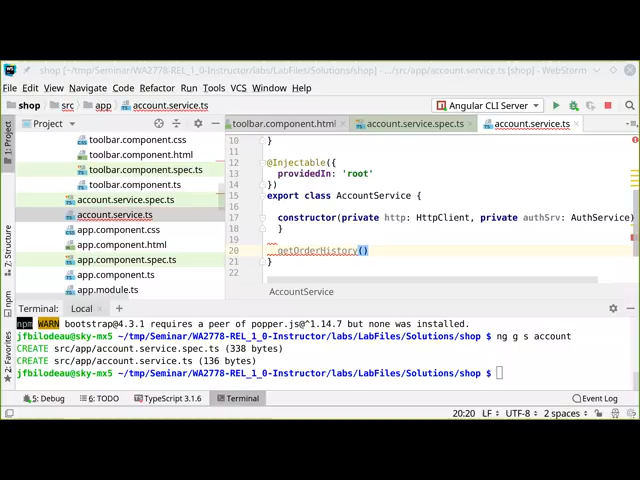 shop [~/tmp/Seminar/WA2778-REL_1_0-Instructor/labs/LabFiles/Solutions/shop] - .../src/app/account.service.ts [shop] - WebStorm
File Edit View Navigate Code Refactor Run Tools VCS Window Help
shop src app account.service.ts Angular CLI Server
1: Project
7: Structure
npm
2: Favorites
Project
toolbar.component.css
toolbar.component.html
toolbar.component.spec.ts
toolbar.component.ts
account.service.spec.ts
account.service.ts
app.component.css
app.component.html
app.component.spec.ts
app.component.ts
app.module.ts
toolbar.component.html account.service.spec.ts account.service.ts
10 }
11
12 @Injectable({
13 providedIn: 'root'
14 })
15 export class AccountService {
16
17 constructor(private http: HttpClient, private authSrv: AuthService)
18 }
19
20 getOrderHistory()
21 }
22
AccountService
Terminal: Local +
npm WARN bootstrap@4.3.1 requires a peer of popper.js@^1.14.7 but none was installed.
jfbilodeau@sky-mx5 ~/tmp/Seminar/WA2778-REL_1_0-Instructor/labs/LabFiles/Solutions/shop $ ng g s account
CREATE src/app/account.service.spec.ts (338 bytes)
CREATE src/app/account.service.ts (136 bytes)
jfbilodeau@sky-mx5 ~/tmp/Seminar/WA2778-REL_1_0-Instructor/labs/LabFiles/Solutions/shop $
5: Debug 6: TODO TypeScript 3.1.6 Terminal Event Log
20:20 LF UTF-8 2 spaces